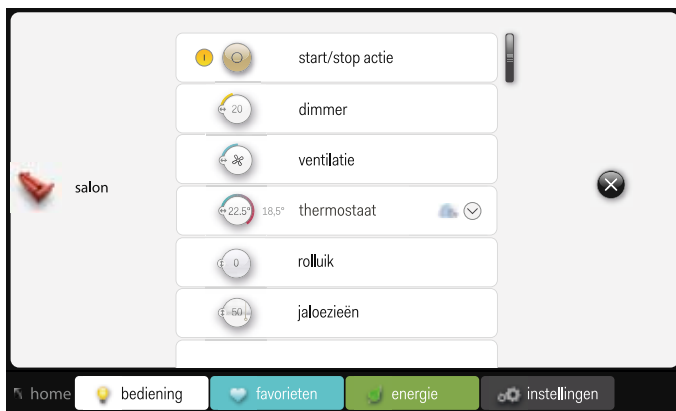 start/stop actie
20 dimmer
ventilatie
22.5° 18,5° thermostaat
0 rolluik
50 jaloezieën
salon
home bediening favorieten energie instellingen